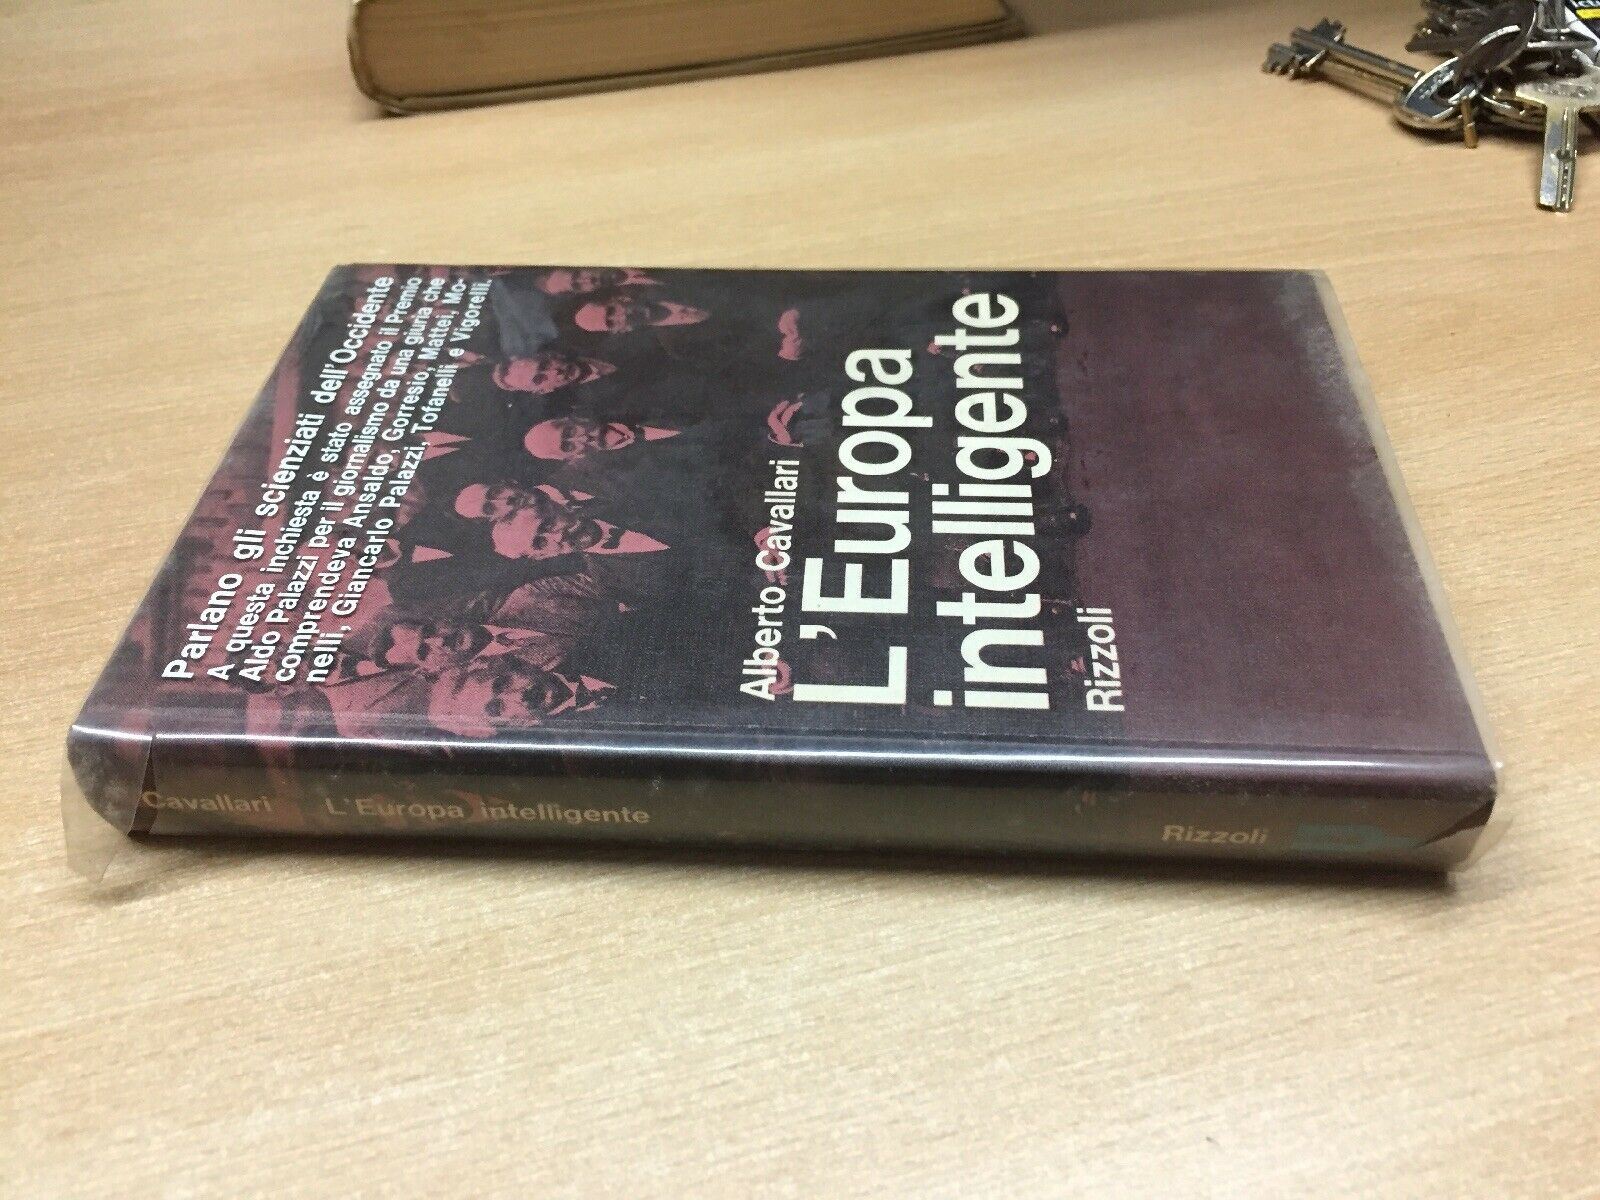 Parlano gli scienziati dell'Occidente
A questa inchiesta è stato assegnato il Premio
Aldo Palazzi per il giornalismo da una giuria che
comprendeva Ansaldo, Gorresio, Mattei, Mo-
nelli, Giancarlo Palazzi, Tofanelli e Vigorelli.
Alberto Cavallari
L'Europa
intelligente
Rizzoli
Cavallari L'Europa intelligente Rizzoli